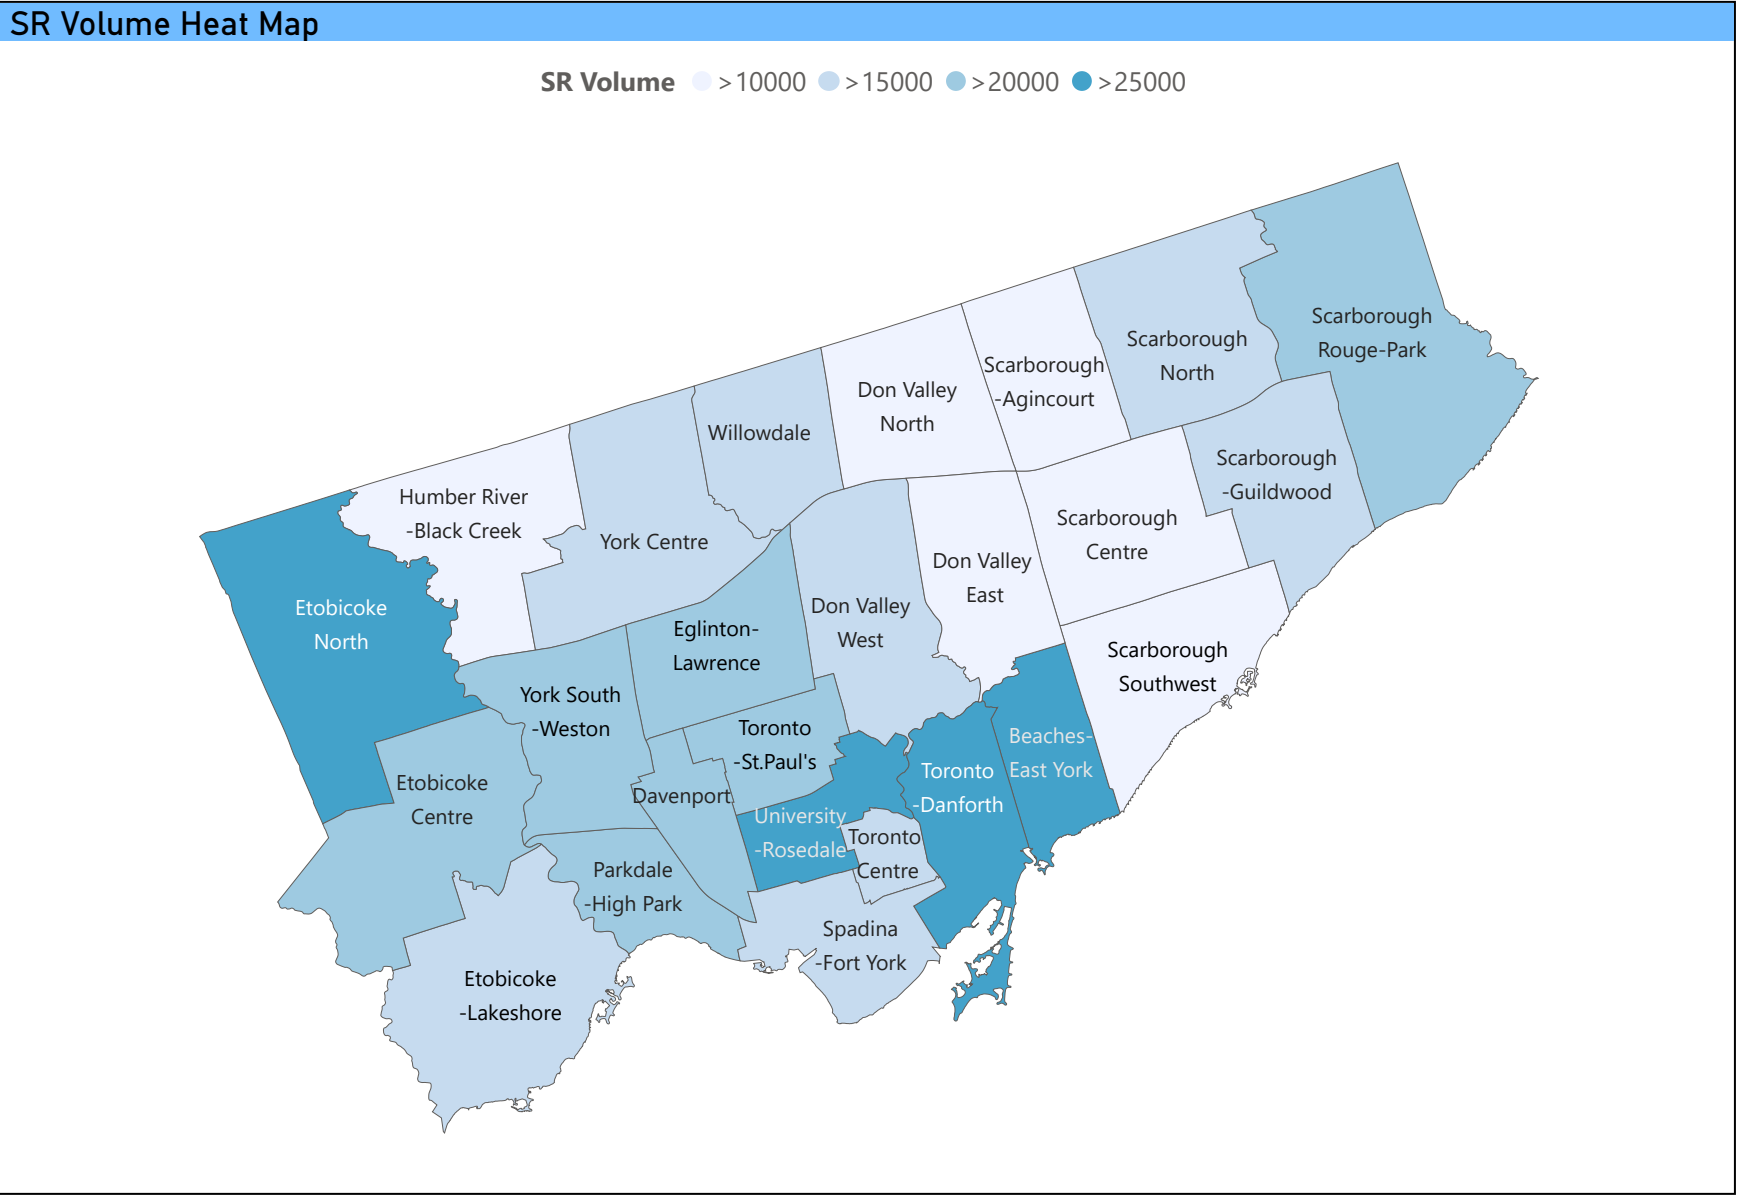 SR Volume Heat Map
SR Volume >10000 >15000 >20000 >25000
Scarborough
Rouge-Park
Scarborough
North
Scarborough
-Agincourt
Don Valley
North
Willowdale
Scarborough
-Guildwood
Humber River
-Black Creek
York Centre
Scarborough
Centre
Don Valley
East
Etobicoke
North
Don Valley
West
Eglinton-
Lawrence
Scarborough
Southwest
York South
-Weston
Toronto
-St.Paul's
Beaches-
East York
Toronto
-Danforth
Etobicoke
Centre
Davenport
University
-Rosedale
Toronto
Centre
Parkdale
-High Park
Spadina
-Fort York
Etobicoke
-Lakeshore